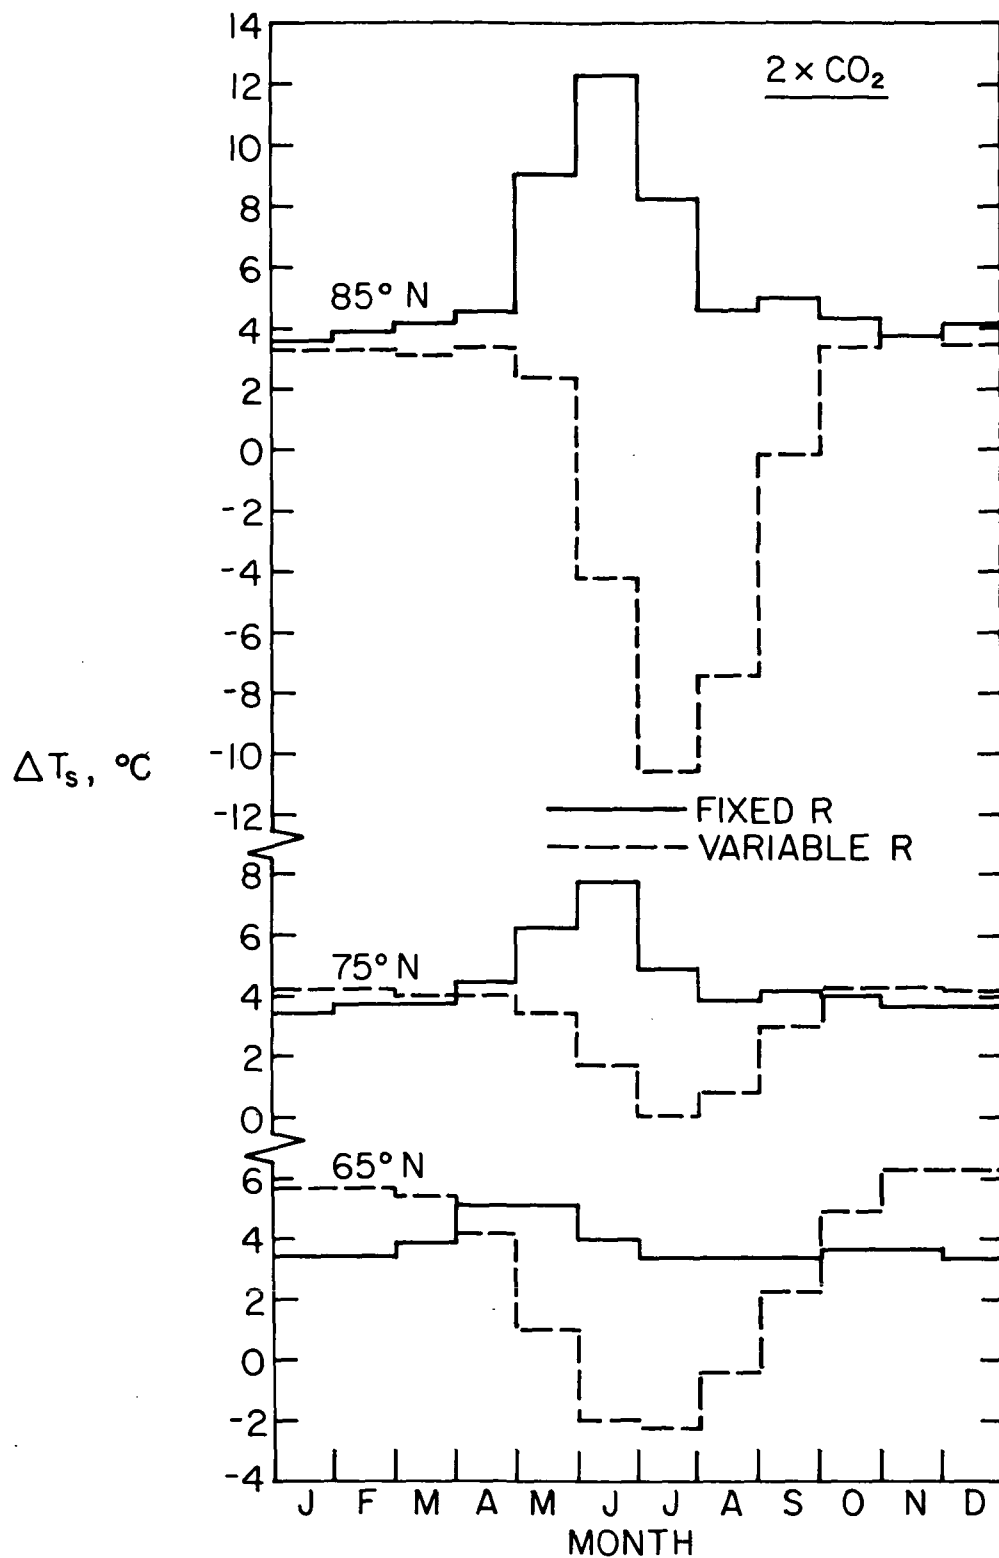 2 × CO₂
14
12
10
8
6
4
2
0
-2
-4
-6
-8
-10
-12
85° N
ΔTs, °C
FIXED R
VARIABLE R
8
6
4
2
0
75° N
6
4
2
0
-2
-4
65° N
J F M A M J J A S O N D
MONTH